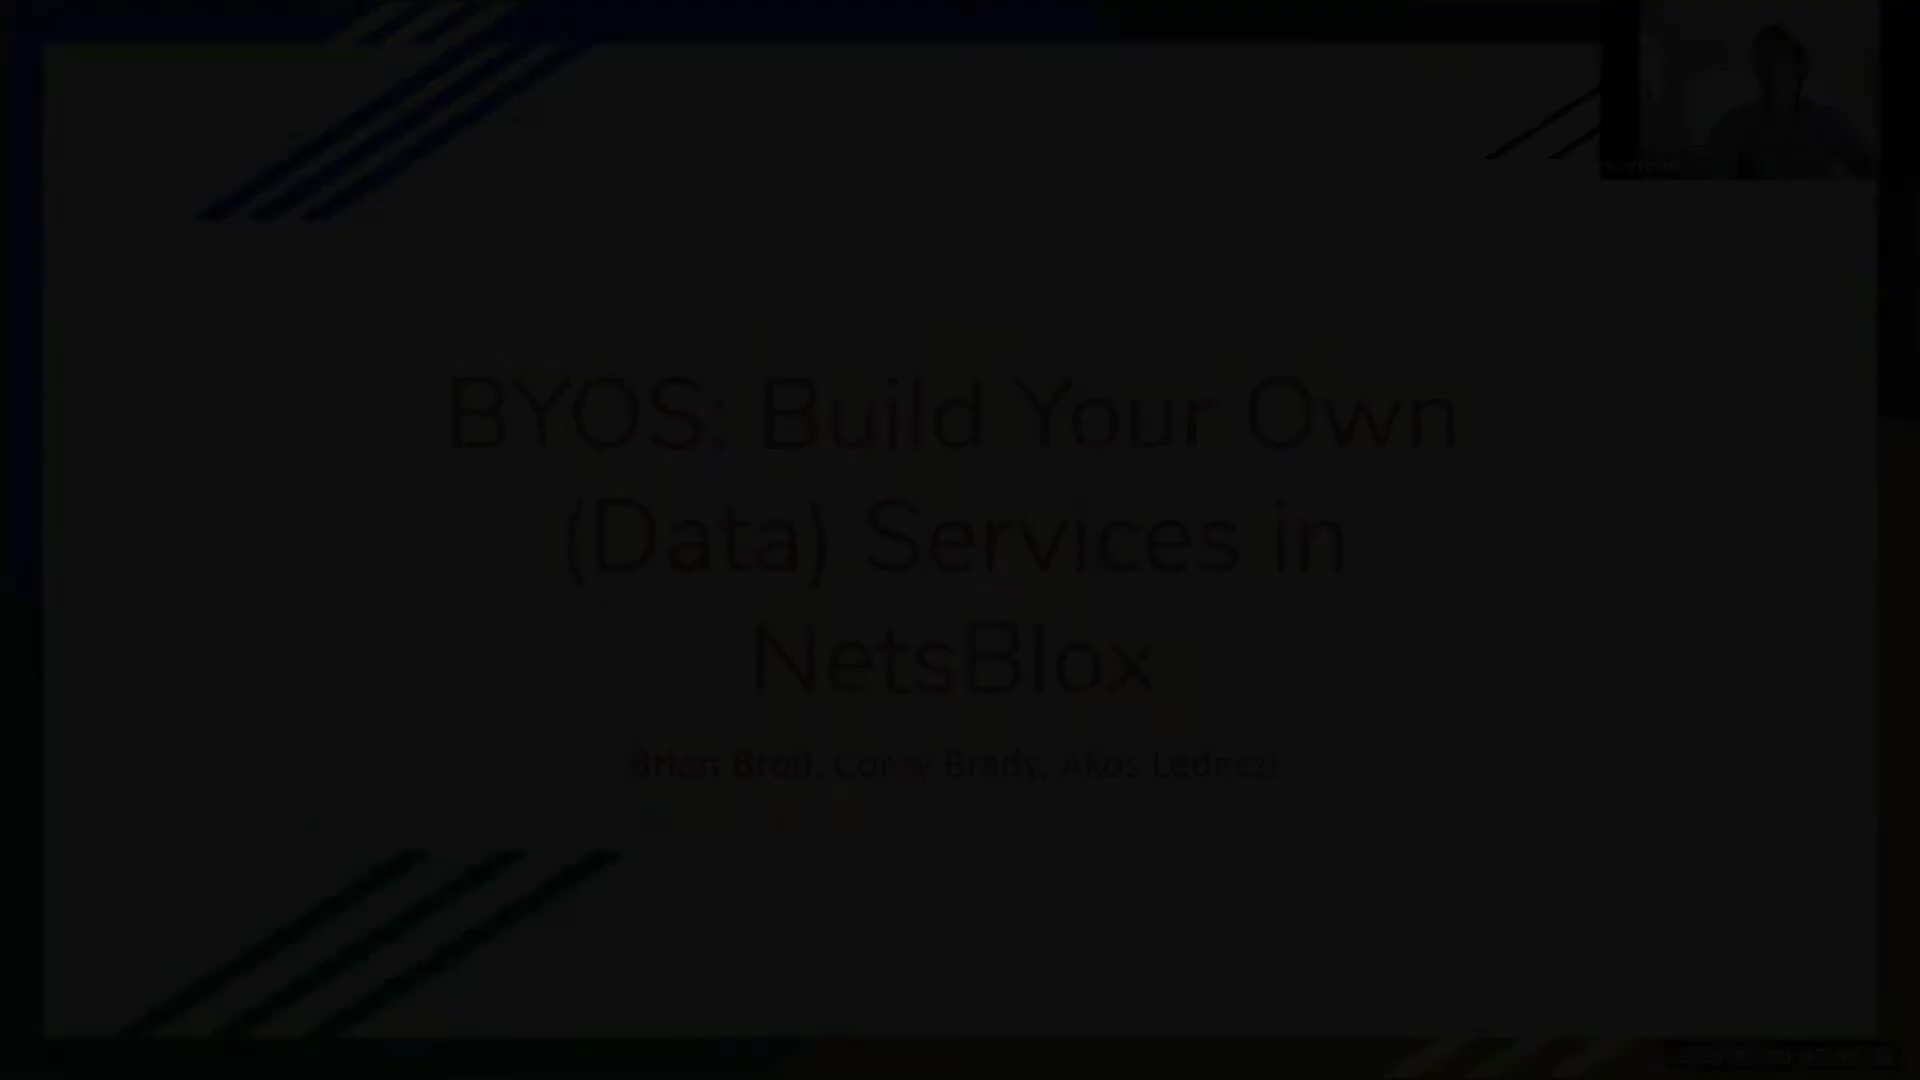 BYOS: Build Your Own
(Data) Services in
NetsBlox
Brian Broll, Corey Brady, Akos Ledeczi